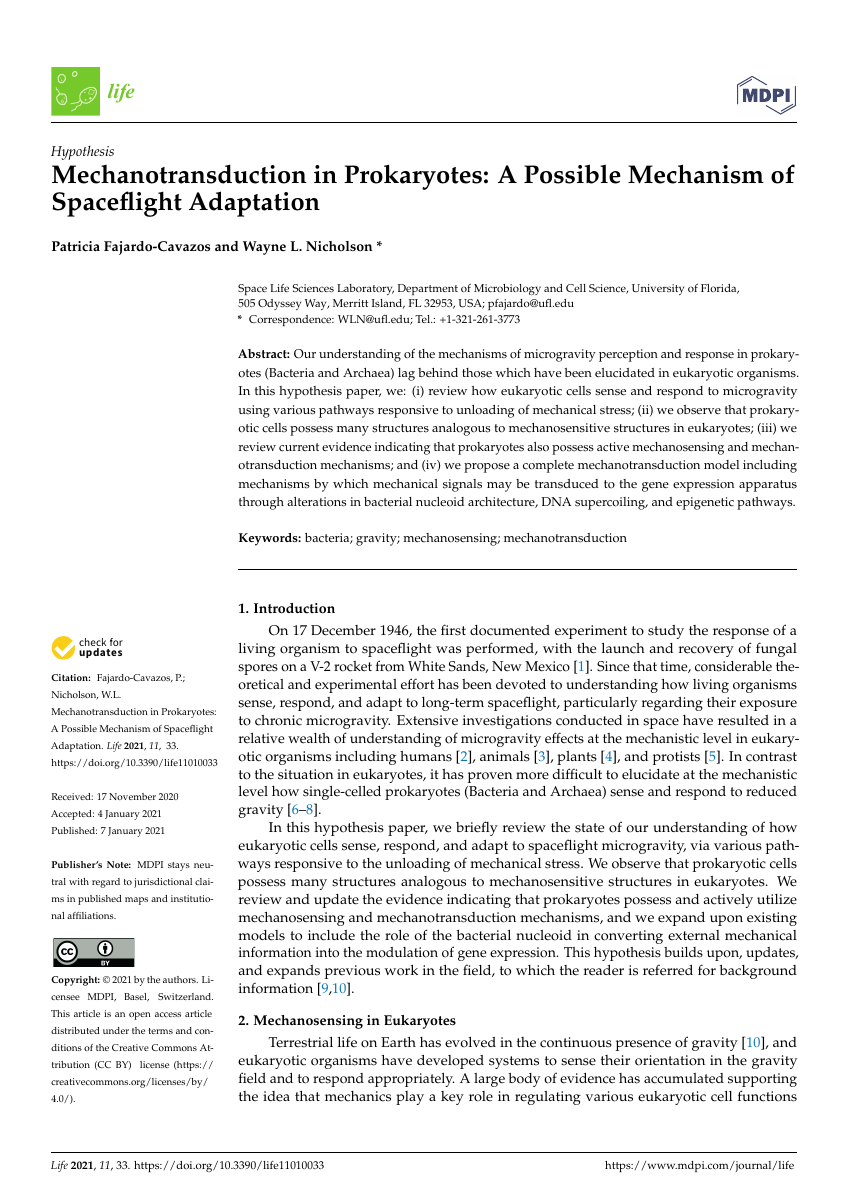 life
MDPI
Hypothesis
Mechanotransduction in Prokaryotes: A Possible Mechanism of
Spaceflight Adaptation
Patricia Fajardo-Cavazos and Wayne L. Nicholson *
Space Life Sciences Laboratory, Department of Microbiology and Cell Science, University of Florida,
505 Odyssey Way, Merritt Island, FL 32953, USA; pfajardo@ufl.edu
* Correspondence: WLN@ufl.edu; Tel.: +1-321-261-3773
Abstract: Our understanding of the mechanisms of microgravity perception and response in prokary-
otes (Bacteria and Archaea) lag behind those which have been elucidated in eukaryotic organisms.
In this hypothesis paper, we: (i) review how eukaryotic cells sense and respond to microgravity
using various pathways responsive to unloading of mechanical stress; (ii) we observe that prokary-
otic cells possess many structures analogous to mechanosensitive structures in eukaryotes; (iii) we
review current evidence indicating that prokaryotes also possess active mechanosensing and mechan-
otransduction mechanisms; and (iv) we propose a complete mechanotransduction model including
mechanisms by which mechanical signals may be transduced to the gene expression apparatus
through alterations in bacterial nucleoid architecture, DNA supercoiling, and epigenetic pathways.
Keywords: bacteria; gravity; mechanosensing; mechanotransduction
1. Introduction
On 17 December 1946, the first documented experiment to study the response of a
living organism to spaceflight was performed, with the launch and recovery of fungal
spores on a V-2 rocket from White Sands, New Mexico [1]. Since that time, considerable the-
oretical and experimental effort has been devoted to understanding how living organisms
sense, respond, and adapt to long-term spaceflight, particularly regarding their exposure
to chronic microgravity. Extensive investigations conducted in space have resulted in a
relative wealth of understanding of microgravity effects at the mechanistic level in eukary-
otic organisms including humans [2], animals [3], plants [4], and protists [5]. In contrast
to the situation in eukaryotes, it has proven more difficult to elucidate at the mechanistic
level how single-celled prokaryotes (Bacteria and Archaea) sense and respond to reduced
gravity [6–8].
In this hypothesis paper, we briefly review the state of our understanding of how
eukaryotic cells sense, respond, and adapt to spaceflight microgravity, via various path-
ways responsive to the unloading of mechanical stress. We observe that prokaryotic cells
possess many structures analogous to mechanosensitive structures in eukaryotes. We
review and update the evidence indicating that prokaryotes possess and actively utilize
mechanosensing and mechanotransduction mechanisms, and we expand upon existing
models to include the role of the bacterial nucleoid in converting external mechanical
information into the modulation of gene expression. This hypothesis builds upon, updates,
and expands previous work in the field, to which the reader is referred for background
information [9,10].
2. Mechanosensing in Eukaryotes
Terrestrial life on Earth has evolved in the continuous presence of gravity [10], and
eukaryotic organisms have developed systems to sense their orientation in the gravity
field and to respond appropriately. A large body of evidence has accumulated supporting
the idea that mechanics play a key role in regulating various eukaryotic cell functions
check for
updates
Citation: Fajardo-Cavazos, P.;
Nicholson, W.L.
Mechanotransduction in Prokaryotes:
A Possible Mechanism of Spaceflight
Adaptation. Life 2021, 11, 33.
https://doi.org/10.3390/life11010033
Received: 17 November 2020
Accepted: 4 January 2021
Published: 7 January 2021
Publisher's Note: MDPI stays neu-
tral with regard to jurisdictional clai-
ms in published maps and institutio-
nal affiliations.
cc
BY
Copyright: © 2021 by the authors. Li-
censee MDPI, Basel, Switzerland.
This article is an open access article
distributed under the terms and con-
ditions of the Creative Commons At-
tribution (CC BY) license (https://
creativecommons.org/licenses/by/
4.0/).
Life 2021, 11, 33. https://doi.org/10.3390/life11010033
https://www.mdpi.com/journal/life